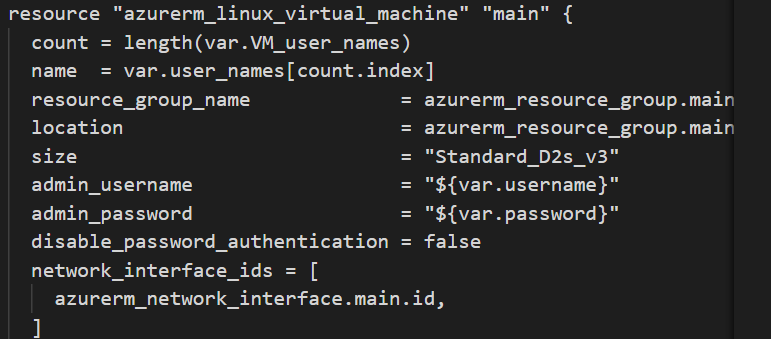 resource "azurerm_linux_virtual_machine" "main" {
  count = length(var.VM_user_names)
  name  = var.user_names[count.index]
  resource_group_name             = azurerm_resource_group.main
  location                        = azurerm_resource_group.main
  size                            = "Standard_D2s_v3"
  admin_username                  = "${var.username}"
  admin_password                  = "${var.password}"
  disable_password_authentication = false
  network_interface_ids = [
    azurerm_network_interface.main.id,
  ]